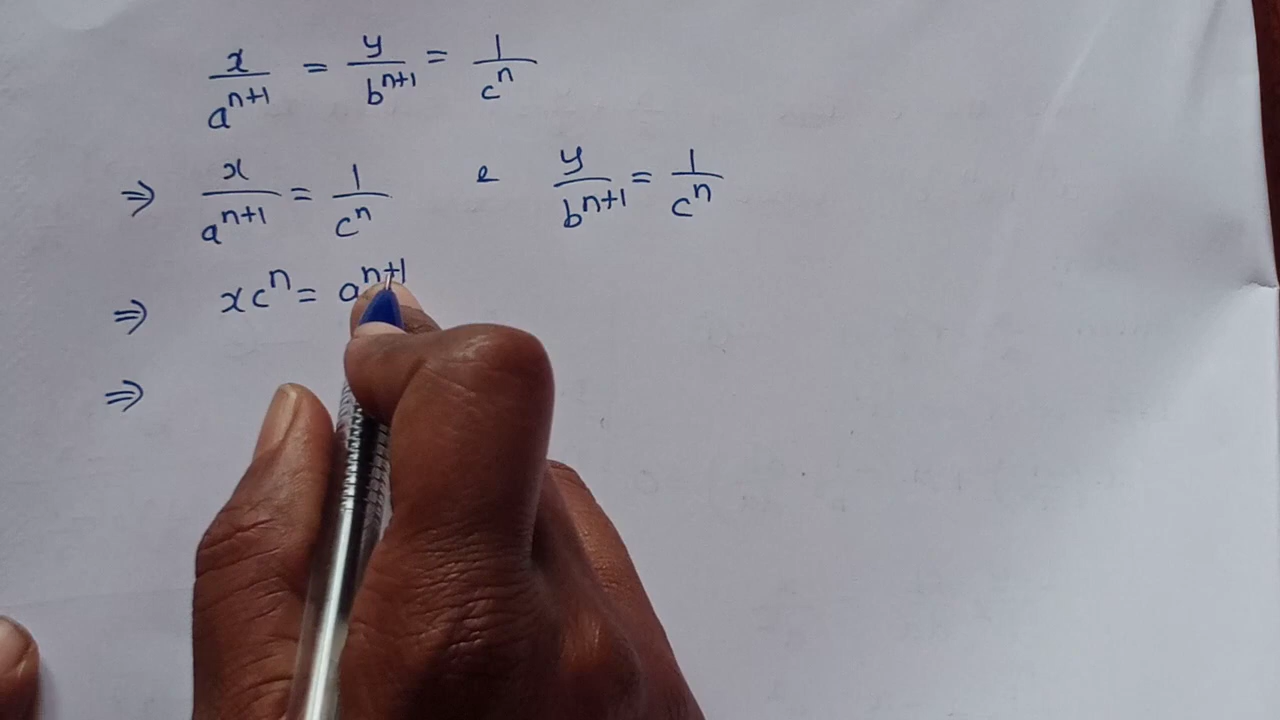 x/a^{n+1} = y/b^{n+1} = 1/c^n
⇒ x/a^{n+1} = 1/c^n & y/b^{n+1} = 1/c^n
⇒ xc^n = a^{n+1}
⇒